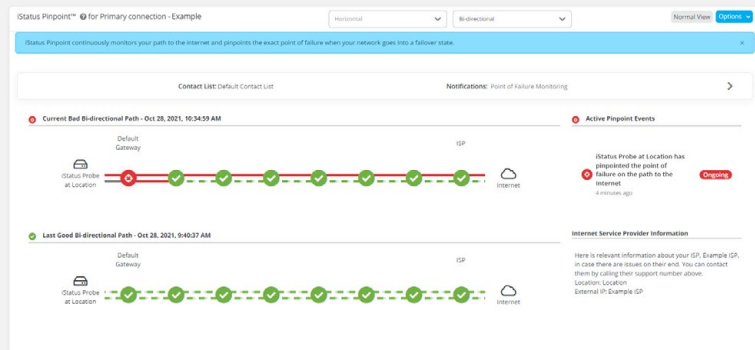 iStatus Pinpoint™ ? for Primary connection - Example
Horizontal
Bi-directional
Normal View
Options
iStatus Pinpoint continuously monitors your path to the Internet and pinpoints the exact point of failure when your network goes into a failover state.
×
Contact List: Default Contact List
Notifications: Point of Failure Monitoring
Current Bad Bi-directional Path - Oct 28, 2021, 10:34:59 AM
Default
Gateway
ISP
iStatus Probe
at Location
Internet
Active Pinpoint Events
iStatus Probe at Location has
pinpointed the point of
failure on the path to the
Internet
4 minutes ago
Ongoing
Last Good Bi-directional Path - Oct 28, 2021, 9:40:37 AM
Default
Gateway
ISP
iStatus Probe
at Location
Internet
Internet Service Provider Information
Here is relevant information about your ISP, Example ISP,
in case there are issues on their end. You can contact
them by calling their support number above.
Location: Location
External IP: Example ISP